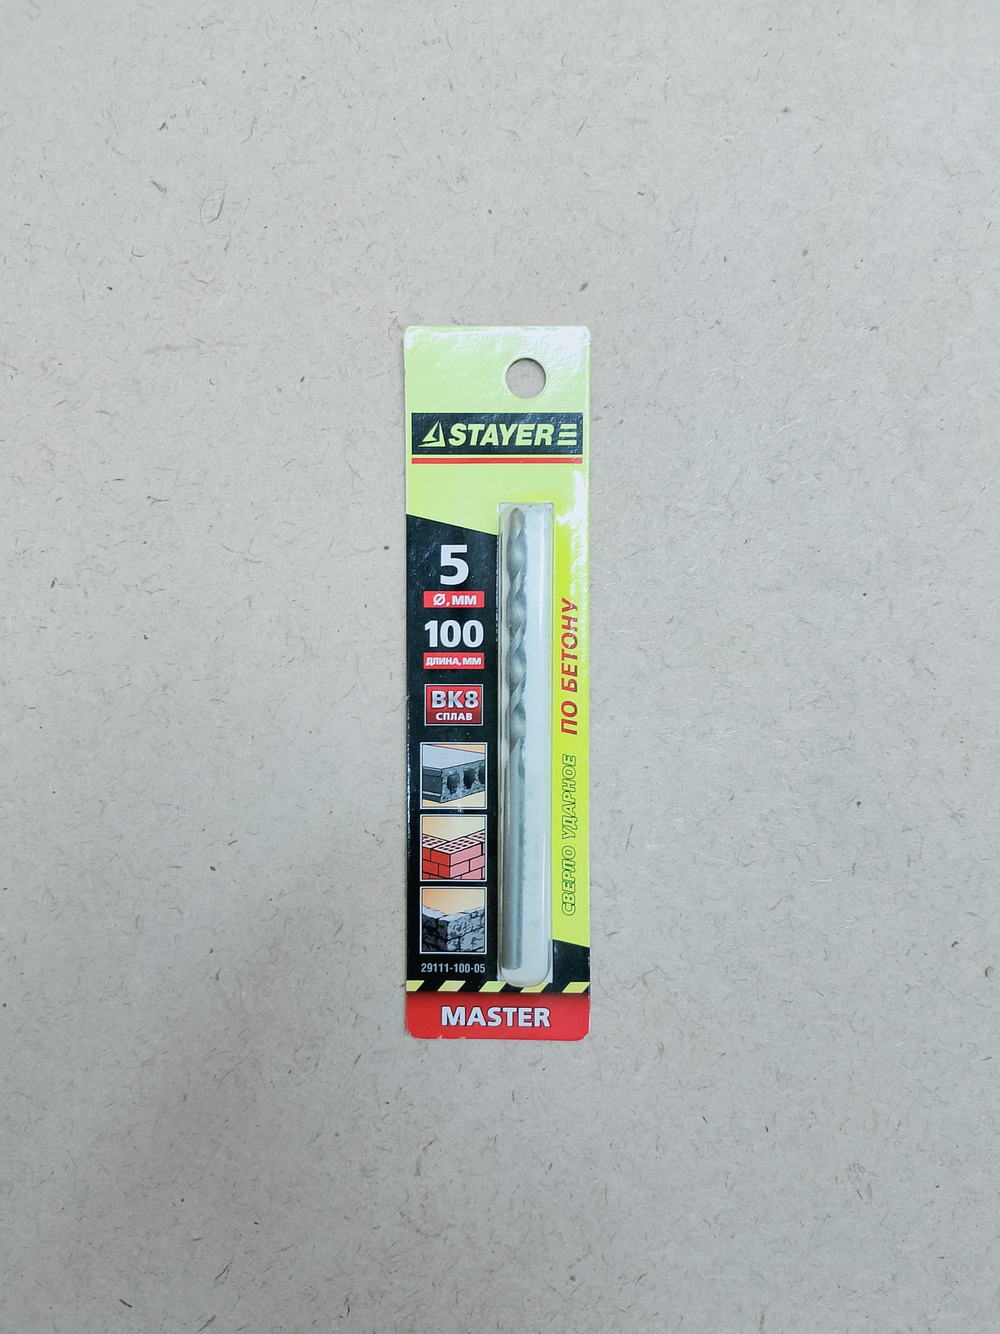 STAYER
5
Ø, ММ
100
ДЛИНА, ММ
ВК8
СПЛАВ
СВЕРЛО УДАРНОЕ ПО БЕТОНУ
29111-100-05
MASTER